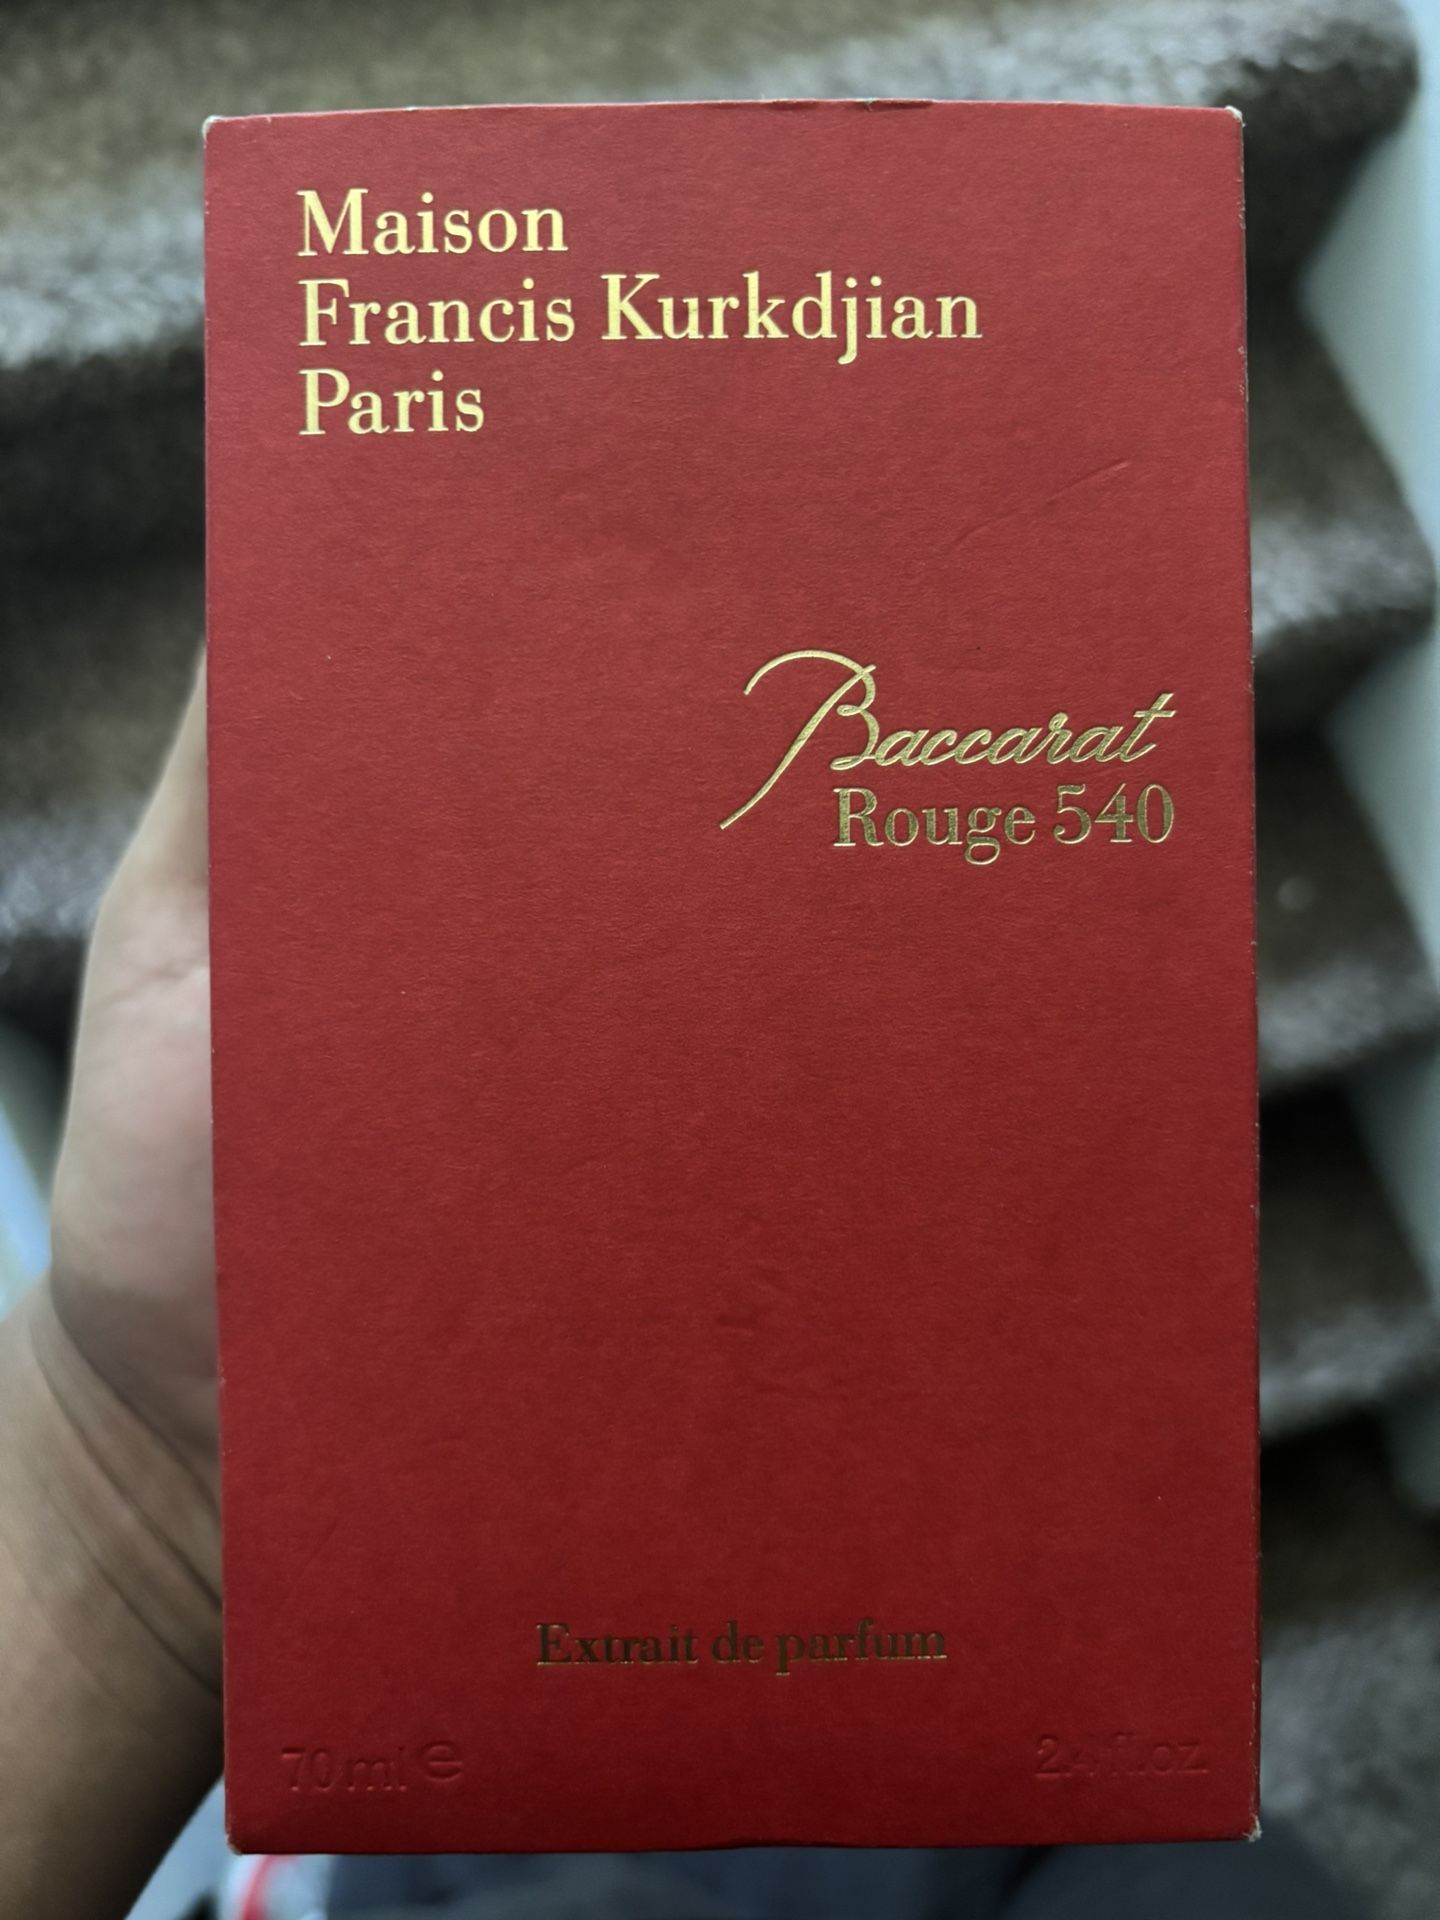 Maison
Francis Kurkdjian
Paris
Baccarat
Rouge 540
Extrait de parfum
70 ml e
2.4 fl.oz